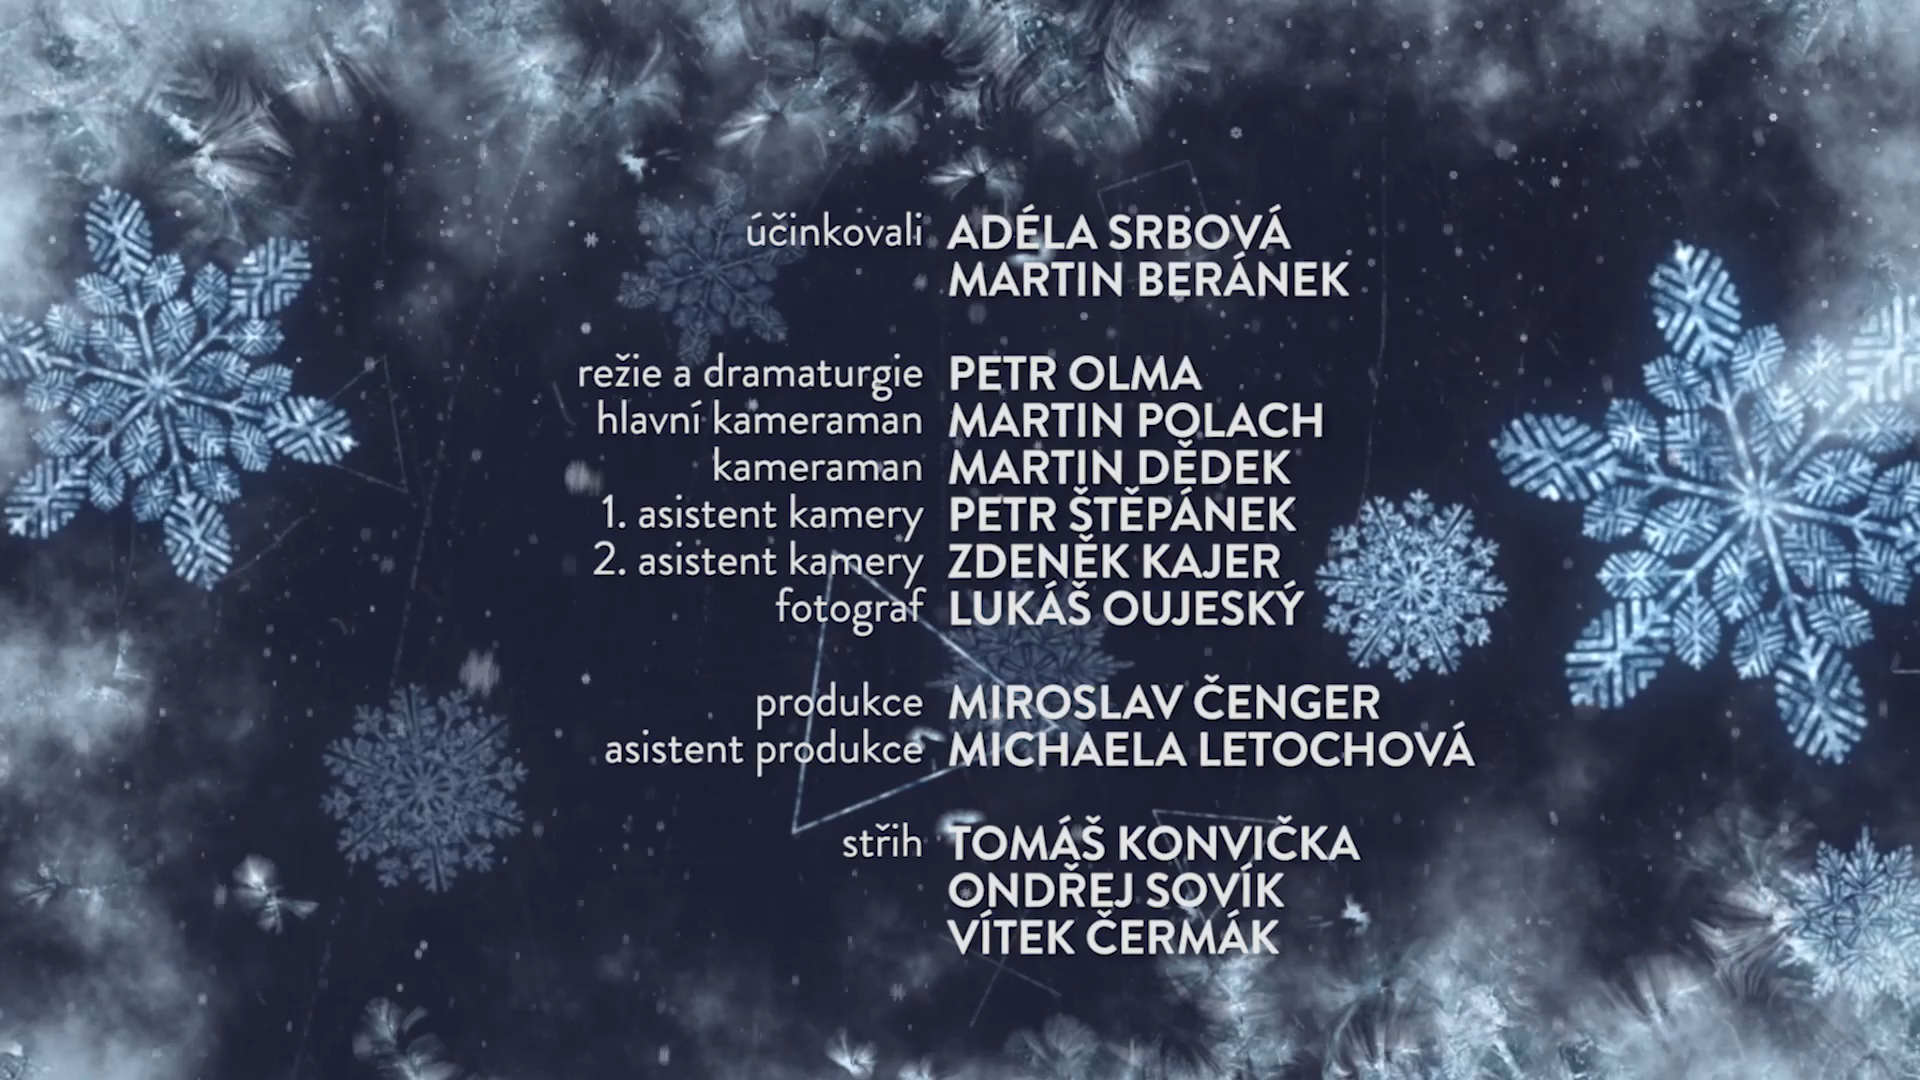 účinkovali ADÉLA SRBOVÁ
MARTIN BERÁNEK
režie a dramaturgie PETR OLMA
hlavní kameraman MARTIN POLACH
kameraman MARTIN DĚDEK
1. asistent kamery PETR ŠTĚPÁNEK
2. asistent kamery ZDENĚK KAJER
fotograf LUKÁŠ OUJESKÝ
produkce MIROSLAV ČENGER
asistent produkce MICHAELA LETOCHOVÁ
střih TOMÁŠ KONVIČKA
ONDŘEJ SOVÍK
VÍTEK ČERMÁK